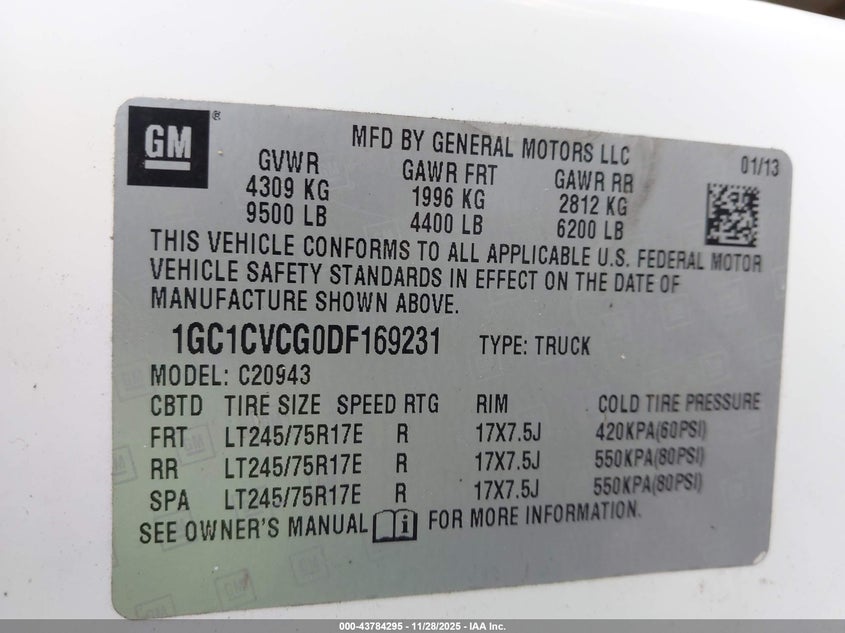 GM ®
MFD BY GENERAL MOTORS LLC 01/13
GVWR GAWR FRT GAWR RR
4309 KG 1996 KG 2812 KG
9500 LB 4400 LB 6200 LB
THIS VEHICLE CONFORMS TO ALL APPLICABLE U.S. FEDERAL MOTOR
VEHICLE SAFETY STANDARDS IN EFFECT ON THE DATE OF
MANUFACTURE SHOWN ABOVE.
1GC1CVCG0DF169231 TYPE: TRUCK
MODEL: C20943
CBTD TIRE SIZE SPEED RTG RIM COLD TIRE PRESSURE
FRT LT245/75R17E R 17X7.5J 420KPA(60PSI)
RR LT245/75R17E R 17X7.5J 550KPA(80PSI)
SPA LT245/75R17E R 17X7.5J 550KPA(80PSI)
SEE OWNER'S MANUAL i FOR MORE INFORMATION.
GM GM GM
000-43784295 | 11/28/2025 - IAA Inc.